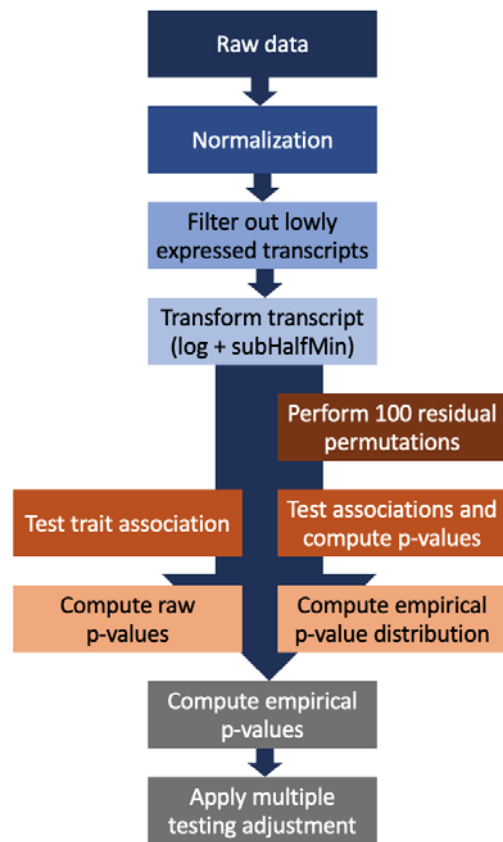 Raw data
Normalization
Filter out lowly
expressed transcripts
Transform transcript
(log + subHalfMin)
Perform 100 residual
permutations
Test trait association
Test associations and
compute p-values
Compute raw
p-values
Compute empirical
p-value distribution
Compute empirical
p-values
Apply multiple
testing adjustment